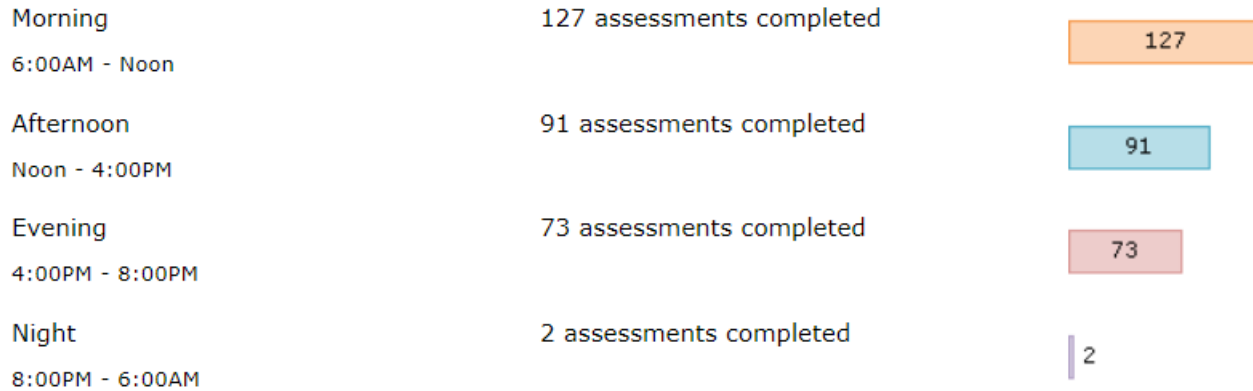 Morning 127 assessments completed 127
6:00AM - Noon
Afternoon 91 assessments completed 91
Noon - 4:00PM
Evening 73 assessments completed 73
4:00PM - 8:00PM
Night 2 assessments completed 2
8:00PM - 6:00AM